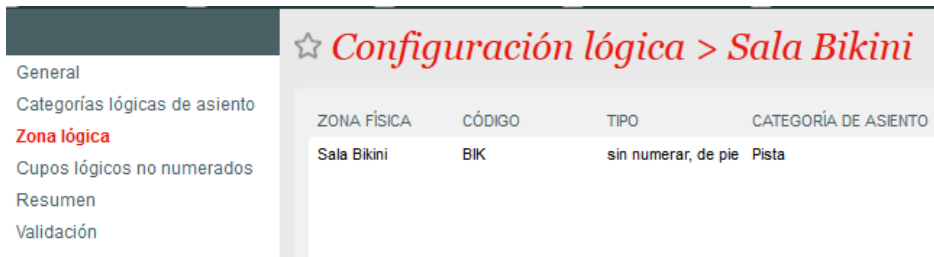 ☆ Configuración lógica > Sala Bikini
General
Categorías lógicas de asiento
Zona lógica
Cupos lógicos no numerados
Resumen
Validación
ZONA FÍSICA CÓDIGO TIPO CATEGORÍA DE ASIENTO
Sala Bikini BIK sin numerar, de pie Pista